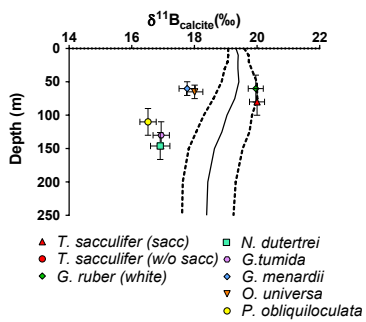 δ¹¹Bcalcite(‰)
14 16 18 20 22
Depth (m)
0
50
100
150
200
250
T. sacculifer (sacc)
T. sacculifer (w/o sacc)
G. ruber (white)
N. dutertrei
G.tumida
G. menardii
O. universa
P. obliquiloculata